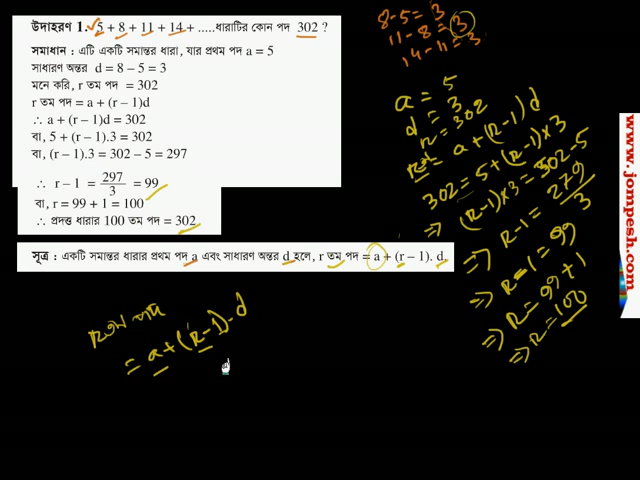 উদাহরণ 1. 5 + 8 + 11 + 14 + .....ধারাটির কোন পদ 302 ?
সমাধান : এটি একটি সমান্তর ধারা, যার প্রথম পদ a = 5
সাধারণ অন্তর d = 8 – 5 = 3
মনে করি, r তম পদ = 302
r তম পদ = a + (r – 1)d
∴ a + (r – 1)d = 302
বা, 5 + (r – 1).3 = 302
বা, (r – 1).3 = 302 – 5 = 297
∴ r – 1 = 297/3 = 99
বা, r = 99 + 1 = 100
∴ প্রদত্ত ধারার 100 তম পদ = 302
সূত্র : একটি সমান্তর ধারার প্রথম পদ a এবং সাধারণ অন্তর d হলে, r তম পদ = a + (r – 1). d.
= a + (r-1)-d
8-5=3
11-8=3
14-11=3
a = 5
d = 3
= 302
= a + (r-1) d
302 = 5 + (r-1)×3
⇒ (r-1)×3 = 302-5
⇒ r-1 = 279/3
⇒ r-1 = 99
⇒ r = 99 + 1
⇒ r = 100
www.jompesh.com